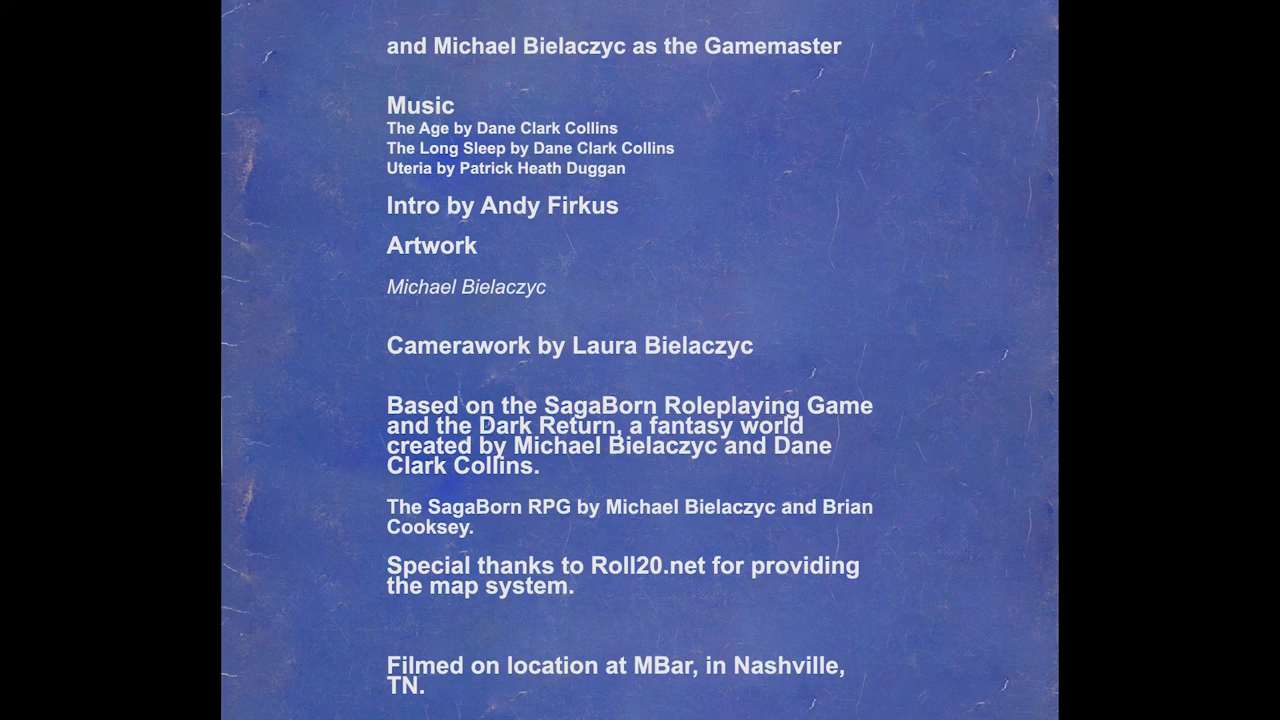 and Michael Bielaczyc as the Gamemaster
Music
The Age by Dane Clark Collins
The Long Sleep by Dane Clark Collins
Uteria by Patrick Heath Duggan
Intro by Andy Firkus
Artwork
Michael Bielaczyc
Camerawork by Laura Bielaczyc
Based on the SagaBorn Roleplaying Game
and the Dark Return, a fantasy world
created by Michael Bielaczyc and Dane
Clark Collins.
The SagaBorn RPG by Michael Bielaczyc and Brian
Cooksey.
Special thanks to Roll20.net for providing
the map system.
Filmed on location at MBar, in Nashville,
TN.